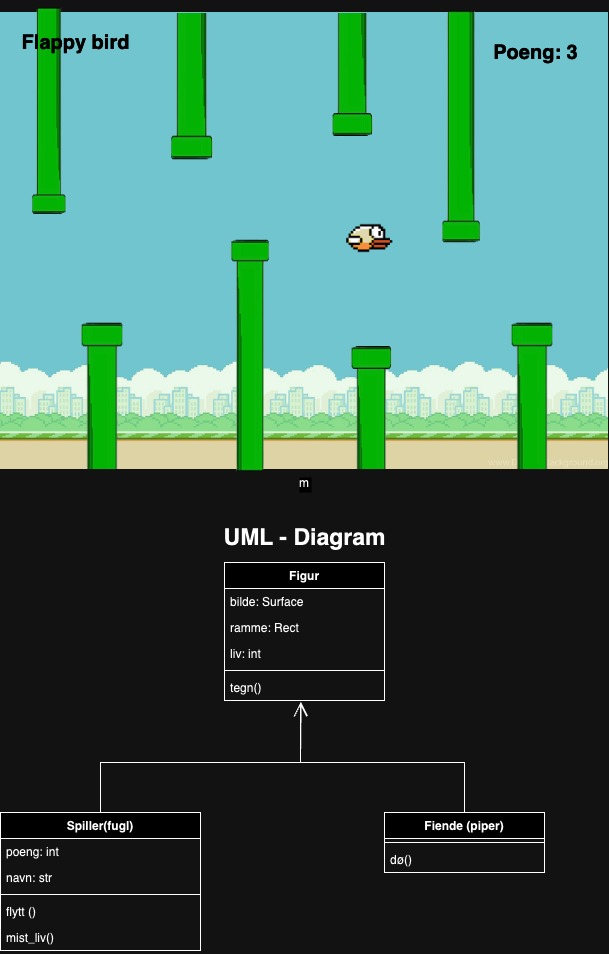 Flappy bird
Poeng: 3
m
UML - Diagram
Figur
bilde: Surface
ramme: Rect
liv: int
tegn()
Spiller(fugl)
poeng: int
navn: str
flytt ()
mist_liv()
Fiende (piper)
dø()